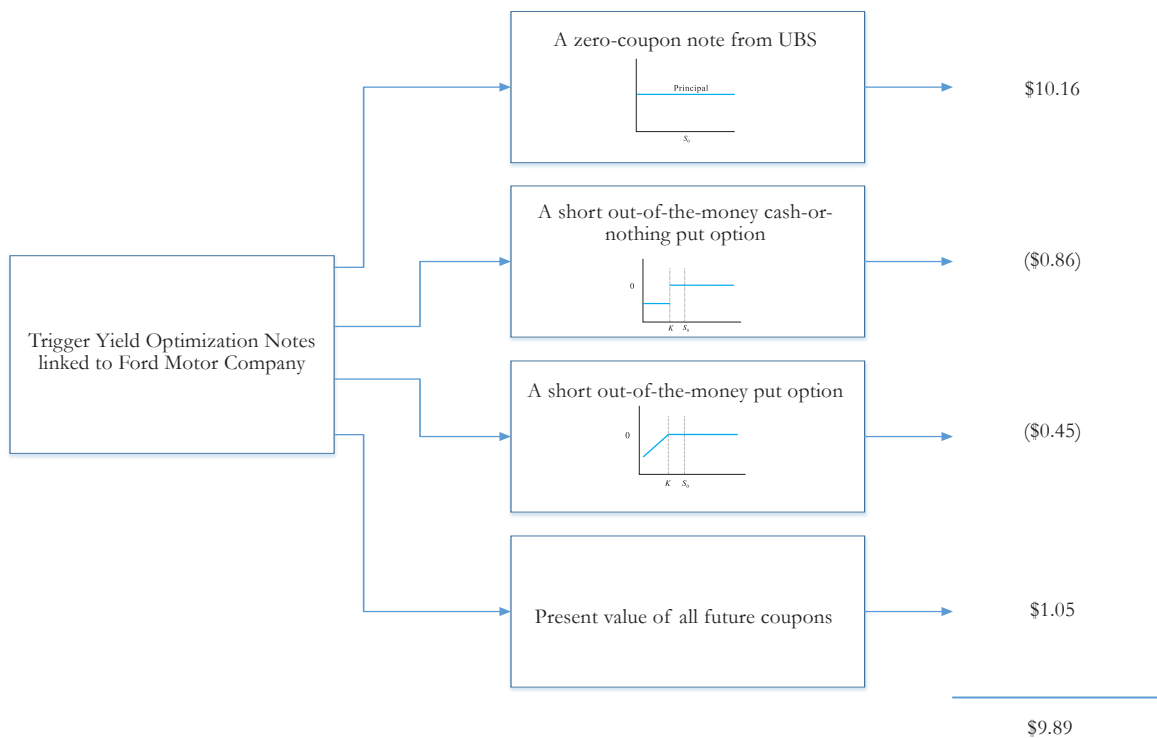 A zero-coupon note from UBS
Principal
S₀
$10.16
A short out-of-the-money cash-or-
nothing put option
0
K
S₀
($0.86)
Trigger Yield Optimization Notes
linked to Ford Motor Company
A short out-of-the-money put option
0
K
S₀
($0.45)
Present value of all future coupons
$1.05
$9.89